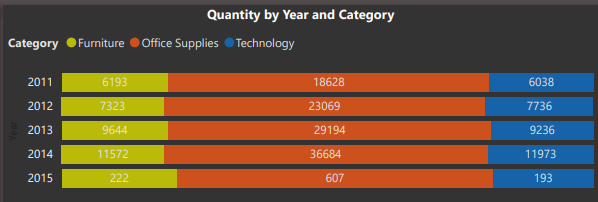 Quantity by Year and Category
Category Furniture Office Supplies Technology
Year
2011 6193 18628 6038
2012 7323 23069 7736
2013 9644 29194 9236
2014 11572 36684 11973
2015 222 607 193